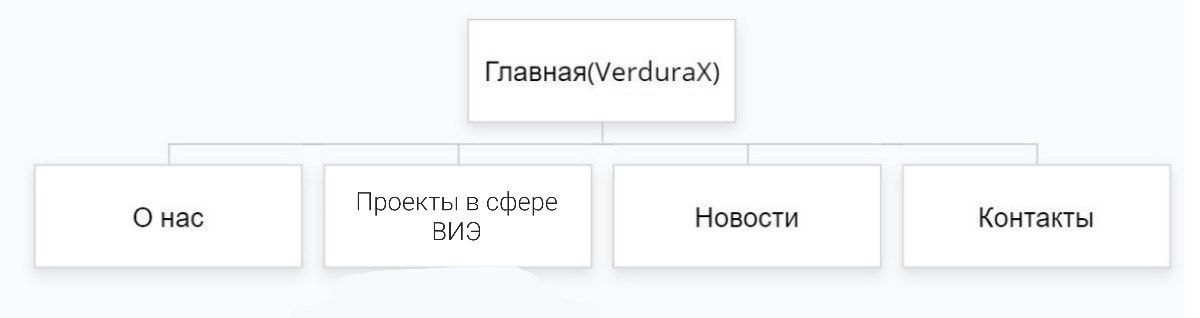 Главная(VerduraX)
О нас
Проекты в сфере
ВИЭ
Новости
Контакты